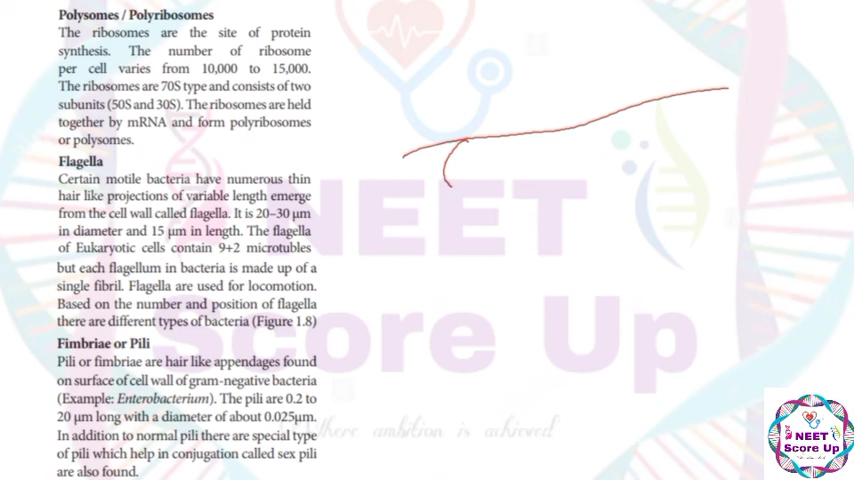 Polysomes / Polyribosomes
The ribosomes are the site of protein
synthesis. The number of ribosome
per cell varies from 10,000 to 15,000.
The ribosomes are 70S type and consists of two
subunits (50S and 30S). The ribosomes are held
together by mRNA and form polyribosomes
or polysomes.
Flagella
Certain motile bacteria have numerous thin
hair like projections of variable length emerge
from the cell wall called flagella. It is 20–30 μm
in diameter and 15 μm in length. The flagella
of Eukaryotic cells contain 9+2 microtubles
but each flagellum in bacteria is made up of a
single fibril. Flagella are used for locomotion.
Based on the number and position of flagella
there are different types of bacteria (Figure 1.8)
Fimbriae or Pili
Pili or fimbriae are hair like appendages found
on surface of cell wall of gram-negative bacteria
(Example: Enterobacterium). The pili are 0.2 to
20 μm long with a diameter of about 0.025μm.
In addition to normal pili there are special type
of pili which help in conjugation called sex pili
are also found.
NEET
Score Up
Where ambition is achieved
NEET
Score Up